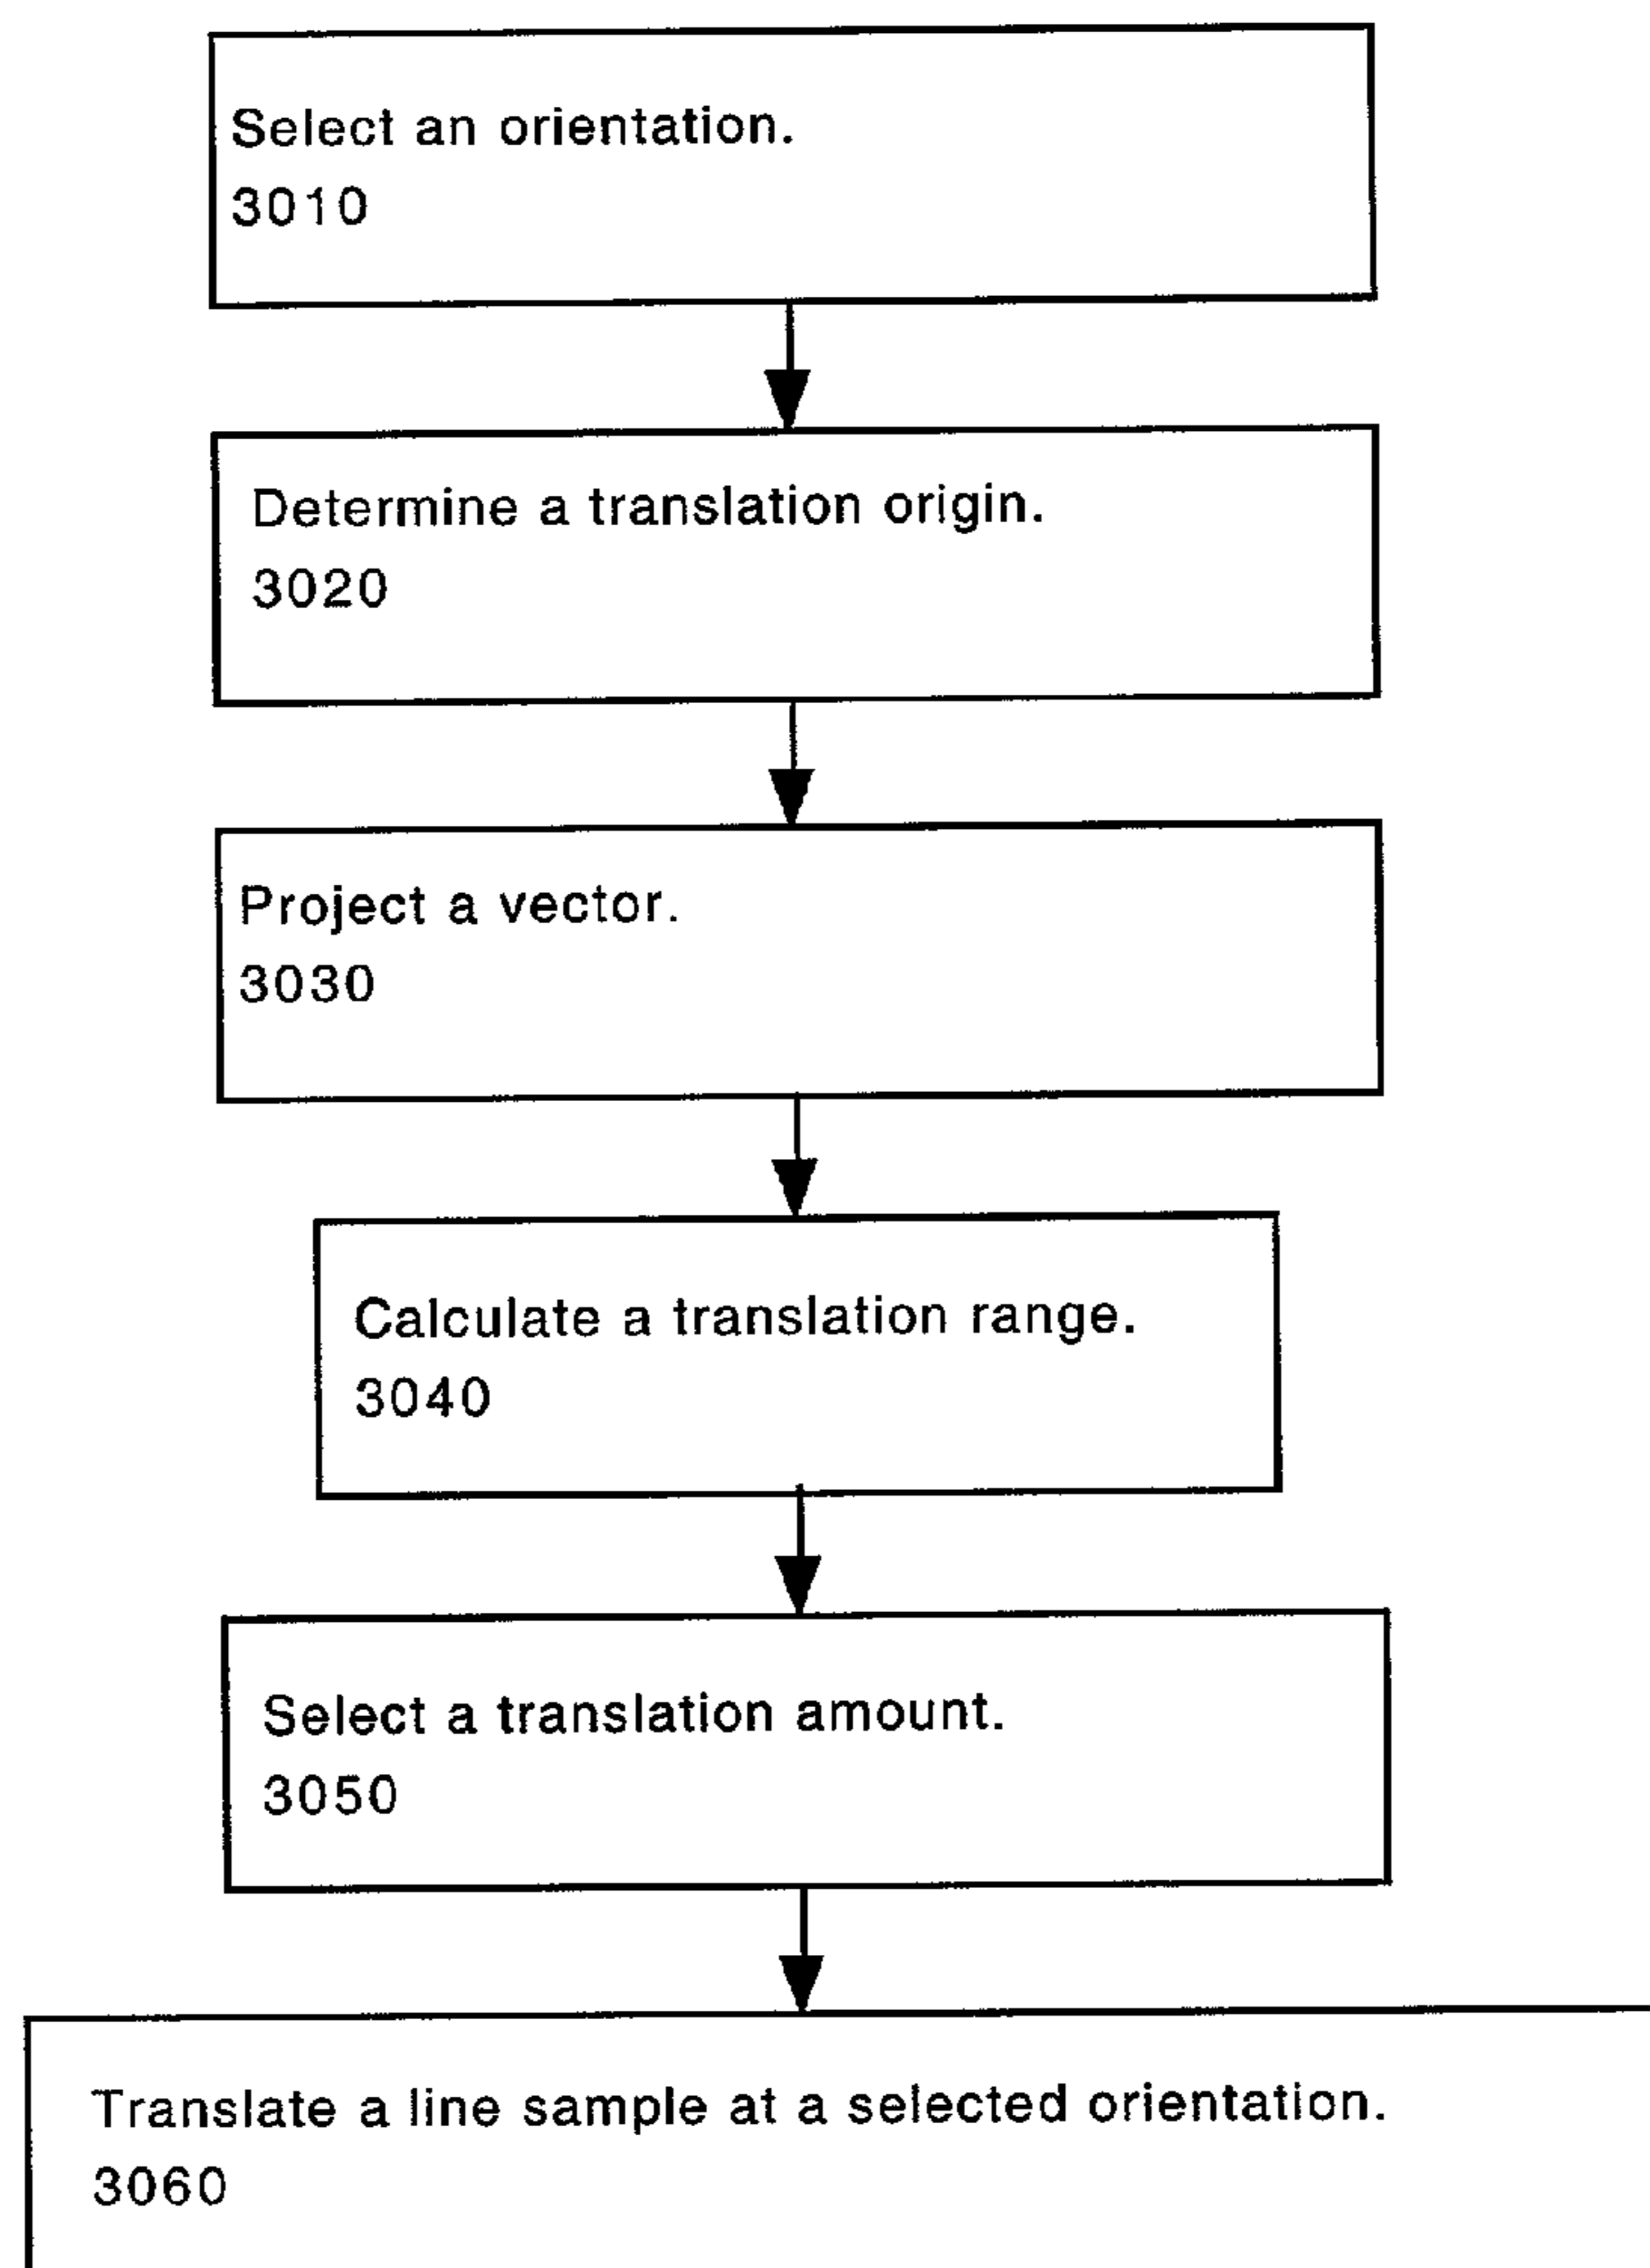 Select an orientation.
3010
Determine a translation origin.
3020
Project a vector.
3030
Calculate a translation range.
3040
Select a translation amount.
3050
Translate a line sample at a selected orientation.
3060